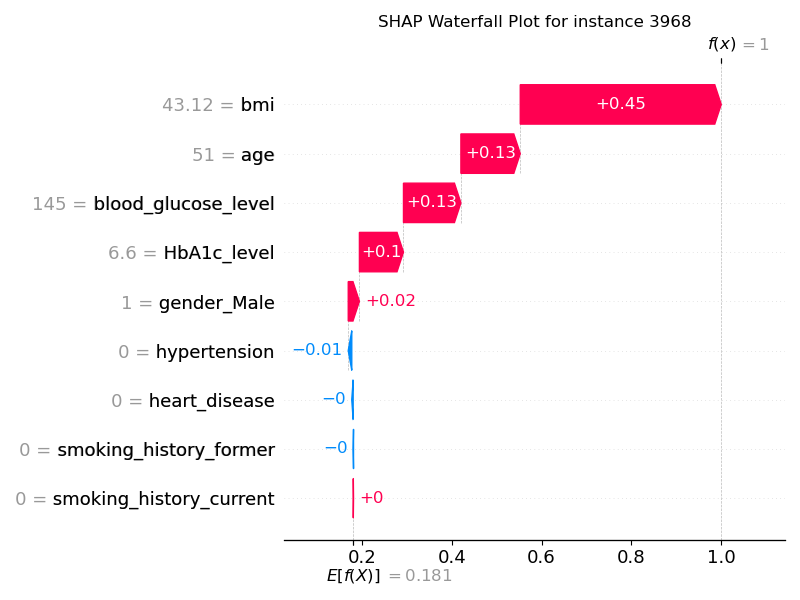 SHAP Waterfall Plot for instance 3968
f(x) = 1
43.12 = bmi
+0.45
51 = age
+0.13
145 = blood_glucose_level
+0.13
6.6 = HbA1c_level
+0.1
1 = gender_Male
+0.02
0 = hypertension
−0.01
0 = heart_disease
−0
0 = smoking_history_former
−0
0 = smoking_history_current
+0
0.2 0.4 0.6 0.8 1.0
E[f(X)] = 0.181